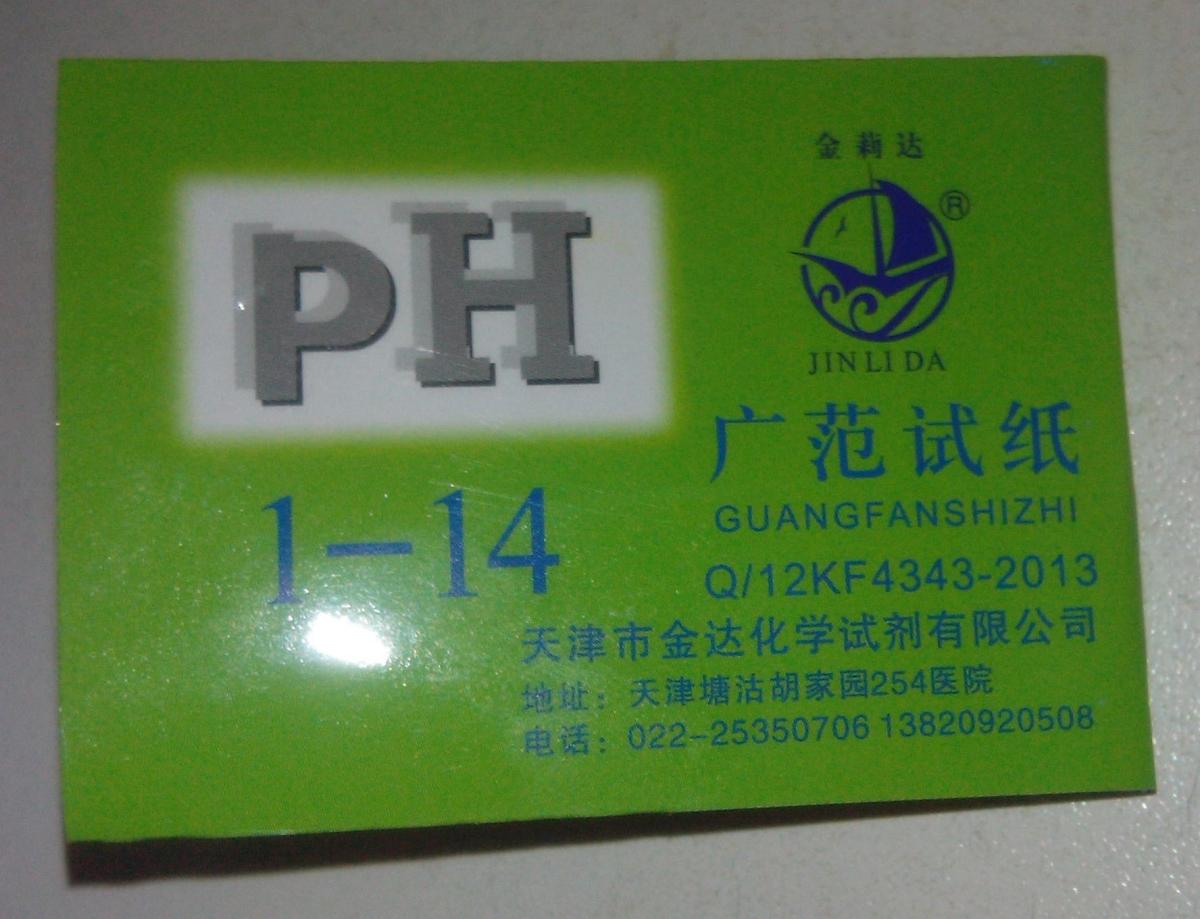 金莉达
®
JIN LI DA
pH
1-14
广范试纸
GUANGFANSHIZHI
Q/12KF4343-2013
天津市金达化学试剂有限公司
地址：天津塘沽胡家园254医院
电话：022-25350706 13820920508